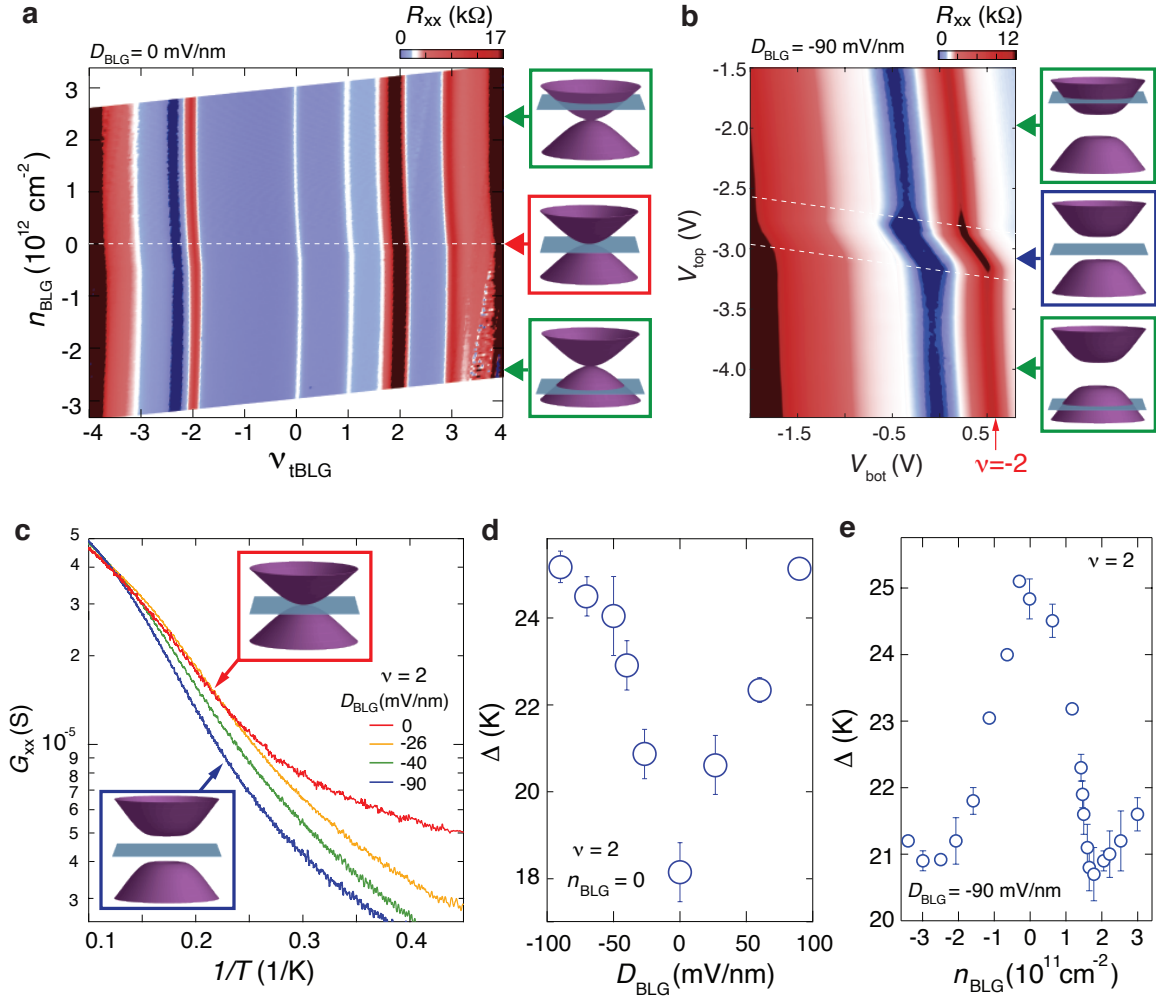 a
D_BLG = 0 mV/nm
R_xx (kΩ)
0 17
n_BLG (10^12 cm^-2)
3
2
1
0
-1
-2
-3
-4 -3 -2 -1 0 1 2 3 4
ν_tBLG
b
D_BLG = -90 mV/nm
R_xx (kΩ)
0 12
V_top (V)
-1.5
-2.0
-2.5
-3.0
-3.5
-4.0
-1.5 -0.5 0.5
V_bot (V) ν=-2
c
G_xx (S)
5
4
3
2
10^-5
9
8
7
6
5
4
3
ν = 2
D_BLG (mV/nm)
0
-26
-40
-90
0.1 0.2 0.3 0.4
1/T (1/K)
d
Δ (K)
24
22
20
18
ν = 2
n_BLG = 0
-100 -50 0 50 100
D_BLG (mV/nm)
e
ν = 2
Δ (K)
25
24
23
22
21
20
D_BLG = -90 mV/nm
-3 -2 -1 0 1 2 3
n_BLG (10^11 cm^-2)